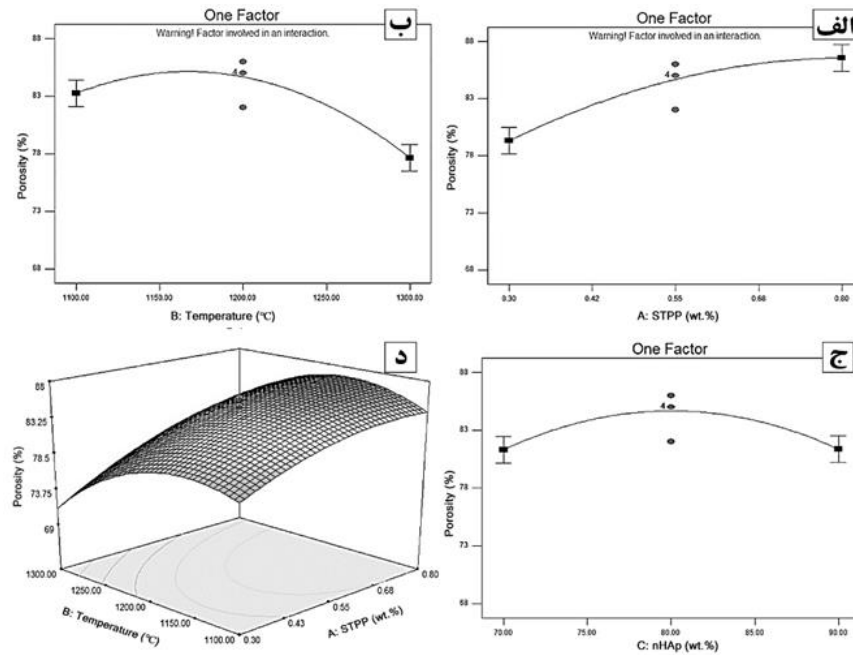 One Factor
ب
Warning! Factor involved in an interaction.
88
83
78
73
68
Porosity (%)
4
1100.00
1150.00
1200.00
1250.00
1300.00
B: Temperature (°C)
One Factor
الف
Warning! Factor involved in an interaction.
88
83
78
73
68
Porosity (%)
4
0.30
0.42
0.55
0.68
0.80
A: STPP (wt.%)
د
88
83.25
78.5
73.75
69
Porosity (%)
1300.00
1250.00
1200.00
1150.00
1100.00
B: Temperature (°C)
0.80
0.68
0.55
0.43
0.30
A: STPP (wt.%)
One Factor
ج
88
83
78
73
68
Porosity (%)
4
70.00
75.00
80.00
85.00
90.00
C: nHAp (wt.%)